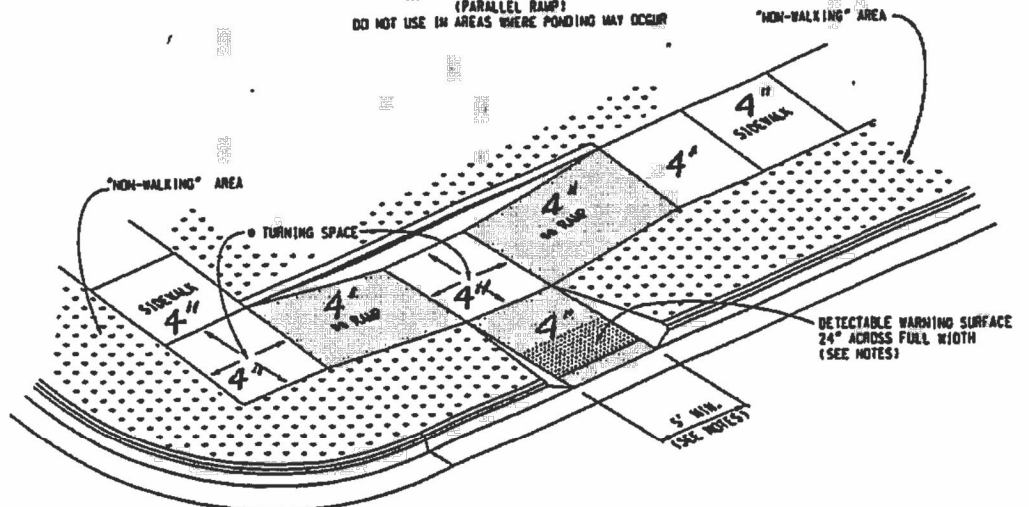 (PARALLEL RAMP)
DO NOT USE IN AREAS WHERE PONDING MAY OCCUR
"NON-WALKING" AREA
4"
SIDEWALK
4"
4"
RAMP
"NON-WALKING" AREA
TURNING SPACE
SIDEWALK
4"
4"
4"
RAMP
4"
4"
DETECTABLE WARNING SURFACE
24" ACROSS FULL WIDTH
(SEE NOTES)
5' MIN.
(SEE NOTES)